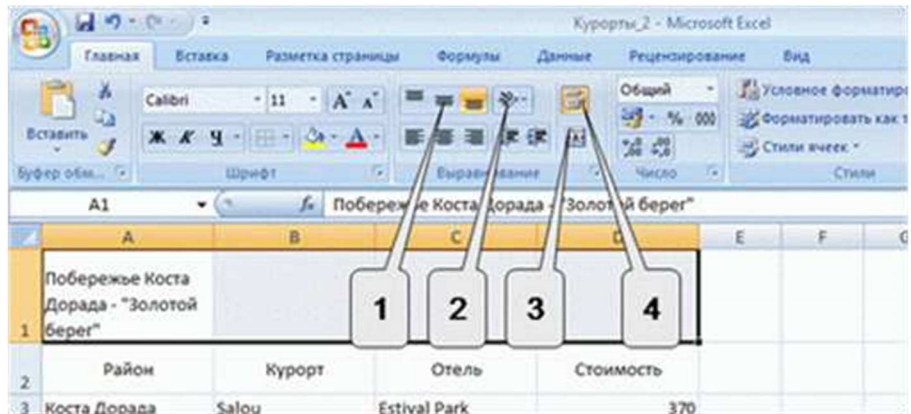 Курорты_2 - Microsoft Excel
Главная Вставка Разметка страницы Формулы Данные Рецензирование Вид
Вставить
Calibri 11 A A
Общий
Условное форматиро
Ж К Ч A
% 000
Форматировать как т
Стили ячеек
Буфер обм... Шрифт Выравнивание Число Стили
A1 fx Побережье Коста Дорада - "Золотой берег"
A B C D E F G
1 Побережье Коста
Дорада - "Золотой
берег"
1 2 3 4
2 Район Курорт Отель Стоимость
3 Коста Дорада Salou Estival Park 370